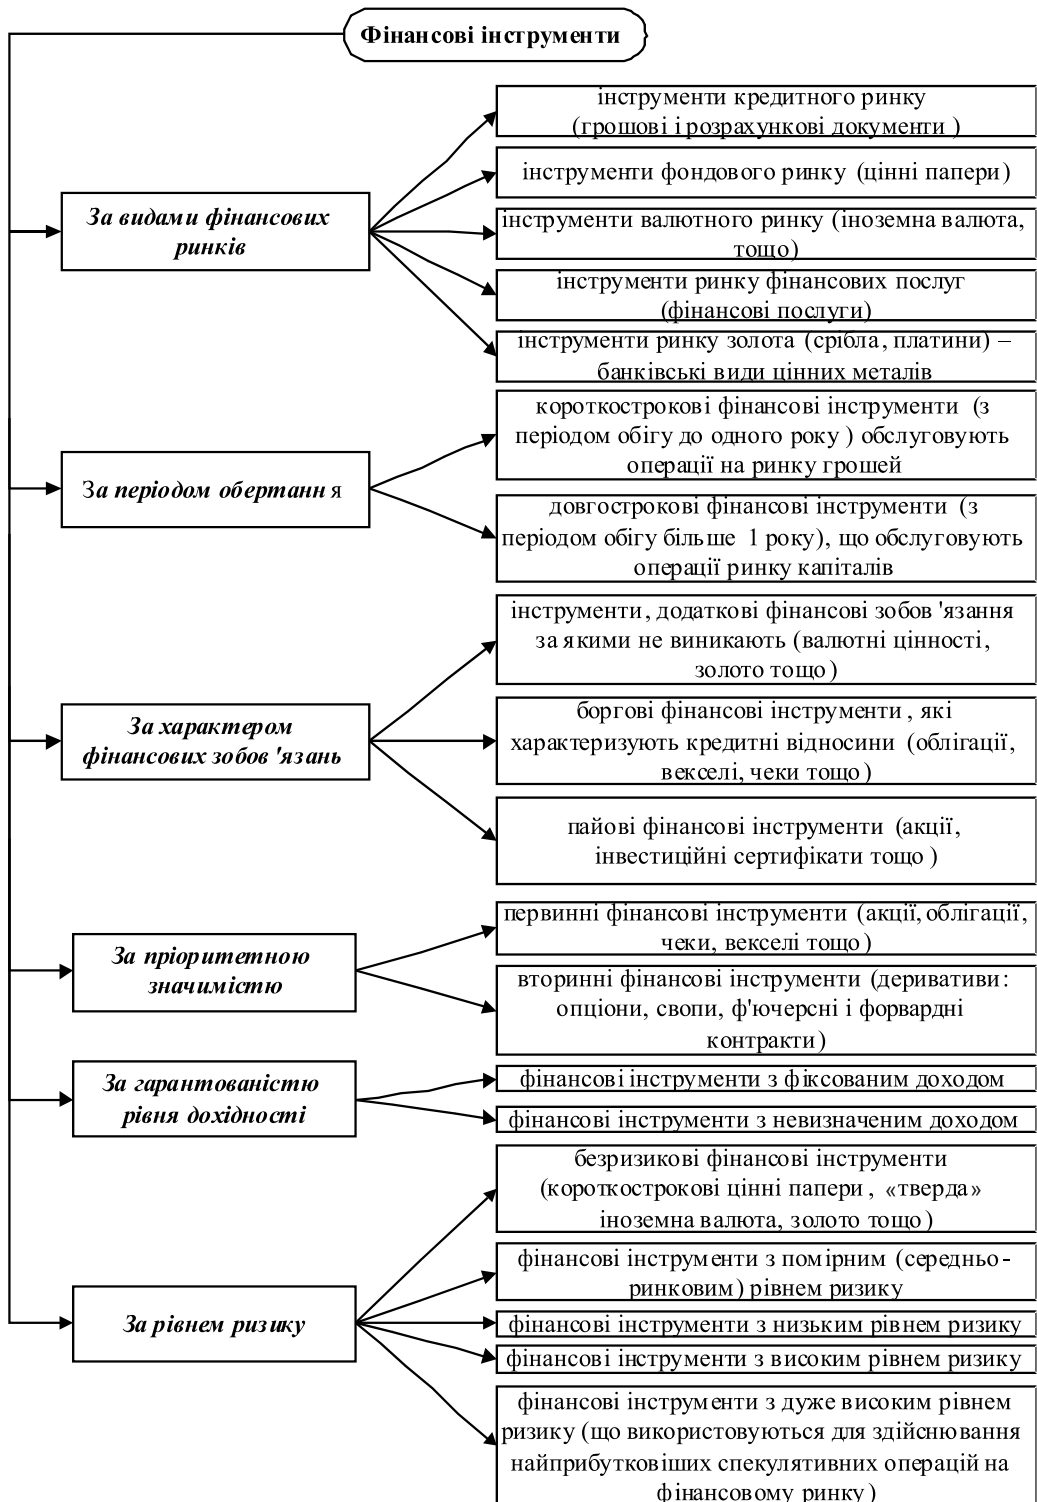 Фінансові інструменти
За видами фінансових
ринків
інструменти кредитного ринку
(грошові і розрахункові документи )
інструменти фондового ринку (цінні папери)
інструменти валютного ринку (іноземна валюта,
тощо)
інструменти ринку фінансових послуг
(фінансові послуги)
інструменти ринку золота (срібла, платини) –
банківські види цінних металів
За періодом обертання
короткострокові фінансові інструменти (з
періодом обігу до одного року ) обслуговують
операції на ринку грошей
довгострокові фінансові інструменти (з
періодом обігу більше 1 року), що обслуговують
операції ринку капіталів
За характером
фінансових зобов 'язань
інструменти, додаткові фінансові зобов 'язання
за якими не виникають (валютні цінності,
золото тощо)
боргові фінансові інструменти , які
характеризують кредитні відносини (облігації,
векселі, чеки тощо)
пайові фінансові інструменти (акції,
інвестиційні сертифікати тощо )
За пріоритетною
значимістю
первинні фінансові інструменти (акції, облігації,
чеки, векселі тощо)
вторинні фінансові інструменти (деривативи:
опціони, свопи, ф'ючерсні і форвардні
контракти)
За гарантованістю
рівня дохідності
фінансові інструменти з фіксованим доходом
фінансові інструменти з невизначеним доходом
За рівнем ризику
безризикові фінансові інструменти
(короткострокові цінні папери , «тверда»
іноземна валюта, золото тощо)
фінансові інструменти з помірним (середньо-
ринковим) рівнем ризику
фінансові інструменти з низьким рівнем ризику
фінансові інструменти з високим рівнем ризику
фінансові інструменти з дуже високим рівнем
ризику (що використовуються для здійснювання
найприбутковіших спекулятивних операцій на
фінансовому ринку)